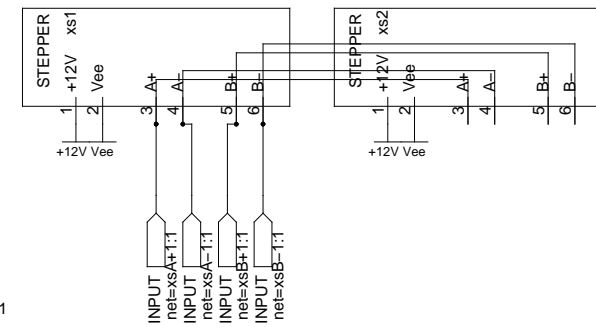 STEPPER
xs1
+12V
Vee
A+
A−
B+
B−
1
2
3
4
5
6
+12V Vee
STEPPER
xs2
+12V
Vee
A+
A−
B+
B−
1
2
3
4
5
6
+12V Vee
INPUT
net=xsA+1:1
INPUT
net=xsA−1:1
INPUT
net=xsB+1:1
INPUT
net=xsB−1:1
1